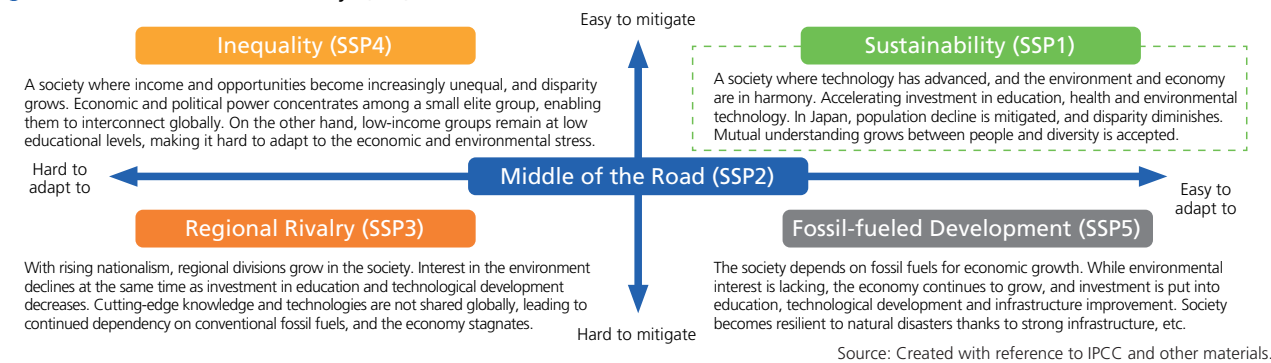 Easy to mitigate
Inequality (SSP4)
A society where income and opportunities become increasingly unequal, and disparity
grows. Economic and political power concentrates among a small elite group, enabling
them to interconnect globally. On the other hand, low-income groups remain at low
educational levels, making it hard to adapt to the economic and environmental stress.
Sustainability (SSP1)
A society where technology has advanced, and the environment and economy
are in harmony. Accelerating investment in education, health and environmental
technology. In Japan, population decline is mitigated, and disparity diminishes.
Mutual understanding grows between people and diversity is accepted.
Hard to
adapt to
Middle of the Road (SSP2)
Easy to
adapt to
Regional Rivalry (SSP3)
With rising nationalism, regional divisions grow in the society. Interest in the environment
declines at the same time as investment in education and technological development
decreases. Cutting-edge knowledge and technologies are not shared globally, leading to
continued dependency on conventional fossil fuels, and the economy stagnates.
Fossil-fueled Development (SSP5)
The society depends on fossil fuels for economic growth. While environmental
interest is lacking, the economy continues to grow, and investment is put into
education, technological development and infrastructure improvement. Society
becomes resilient to natural disasters thanks to strong infrastructure, etc.
Hard to mitigate
Source: Created with reference to IPCC and other materials.